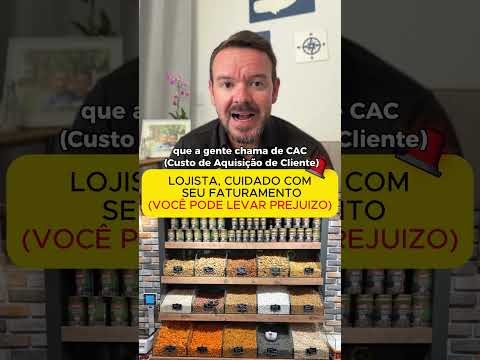 que a gente chama de CAC
(Custo de Aquisição de Cliente)
LOJISTA, CUIDADO COM
SEU FATURAMENTO
(VOCÊ PODE LEVAR PREJUIZO)